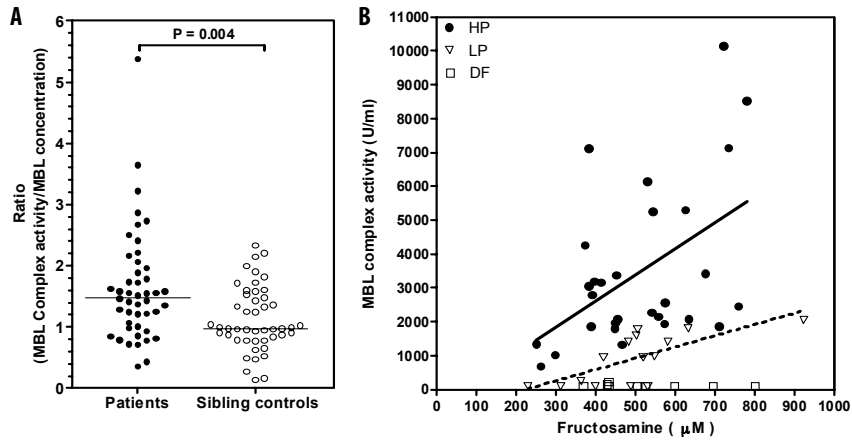 A
P = 0.004
Ratio
(MBL Complex activity/MBL concentration)
6
5
4
3
2
1
0
Patients
Sibling controls
B
HP
LP
DF
MBL complex activity (U/ml)
11000
10000
9000
8000
7000
6000
5000
4000
3000
2000
1000
0
0
100
200
300
400
500
600
700
800
900
1000
Fructosamine ( μM)